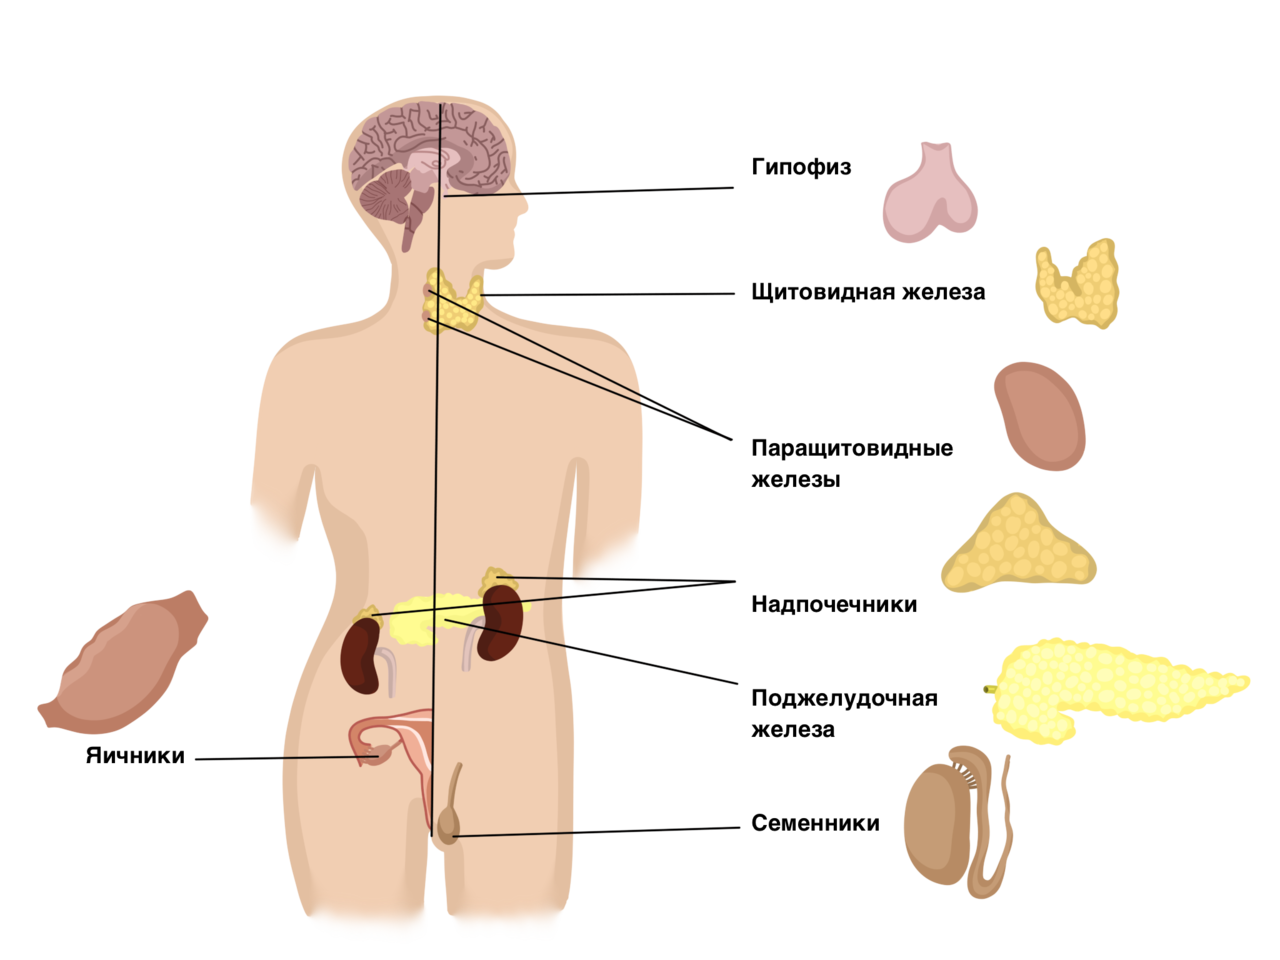 Гипофиз
Щитовидная железа
Паращитовидные
железы
Надпочечники
Поджелудочная
железа
Яичники
Семенники